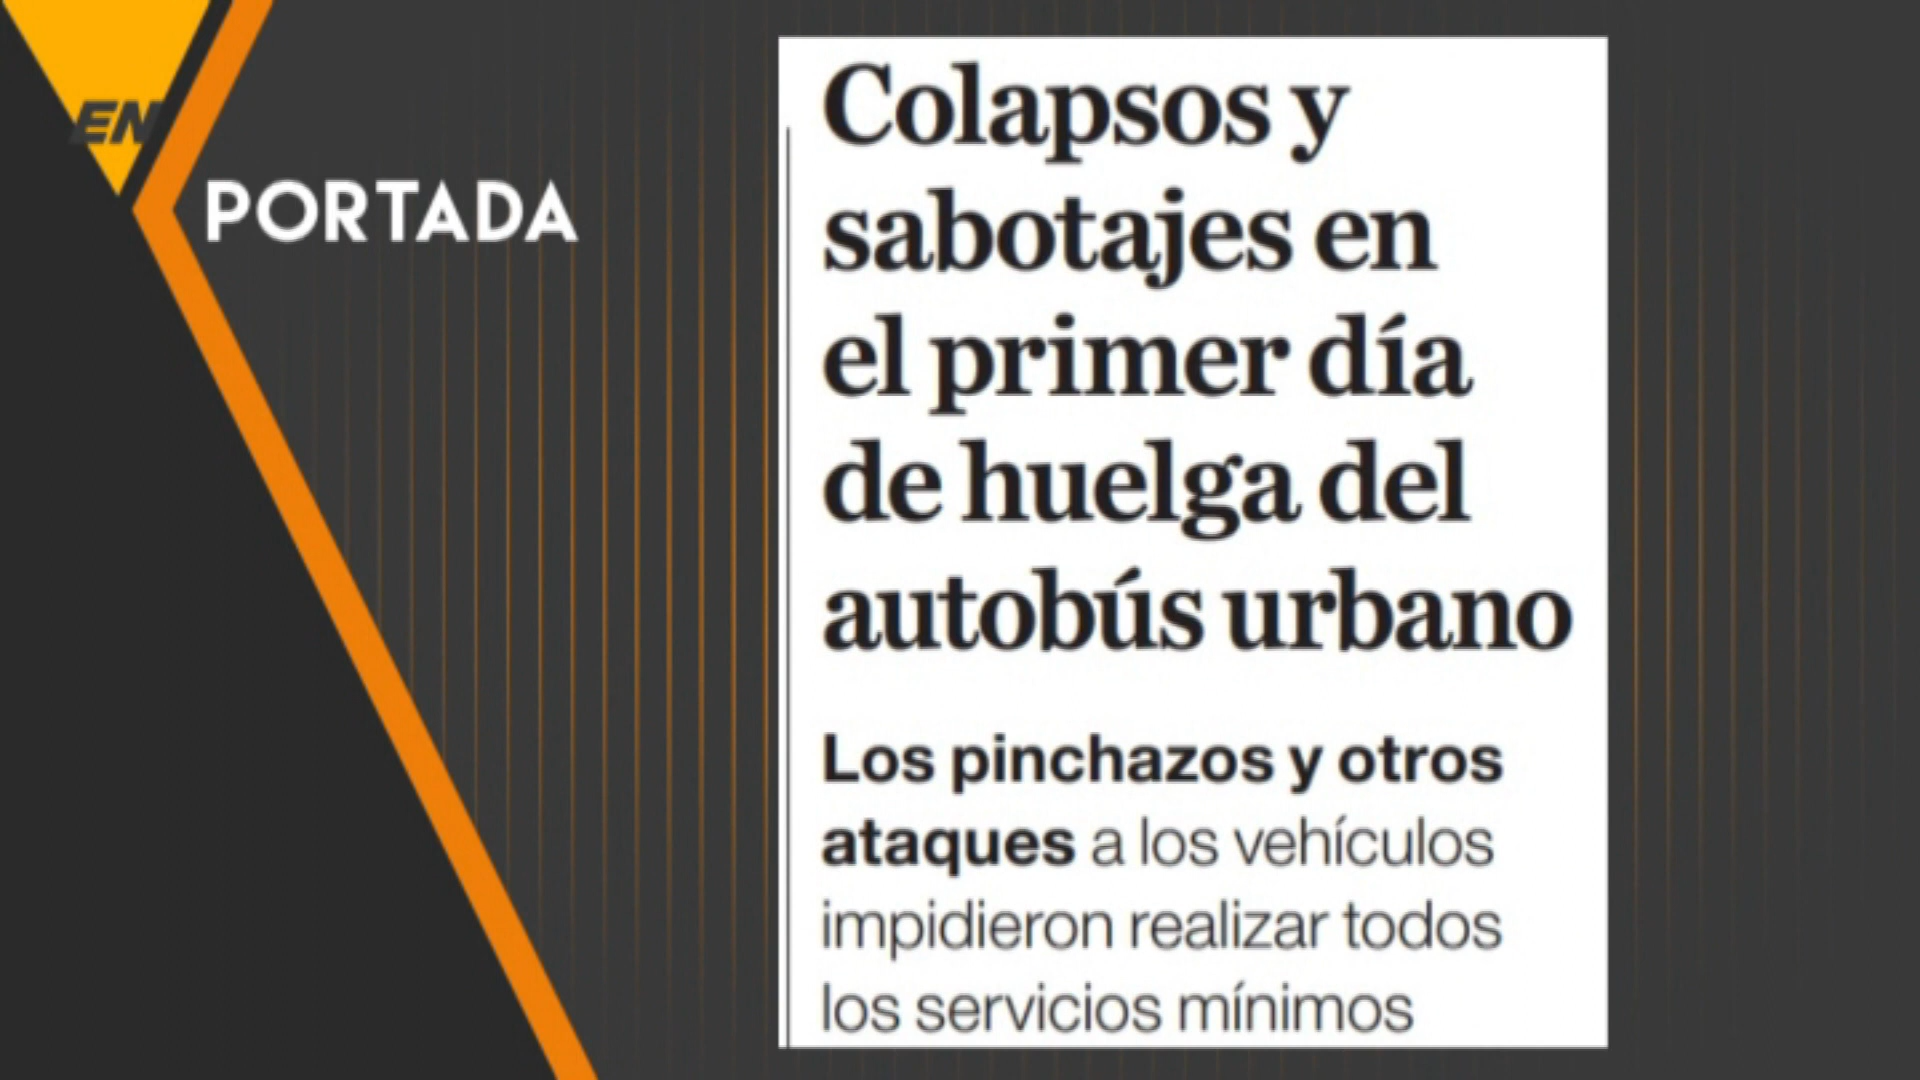 EN
PORTADA
Colapsos y
sabotajes en
el primer día
de huelga del
autobús urbano
Los pinchazos y otros
ataques a los vehículos
impidieron realizar todos
los servicios mínimos